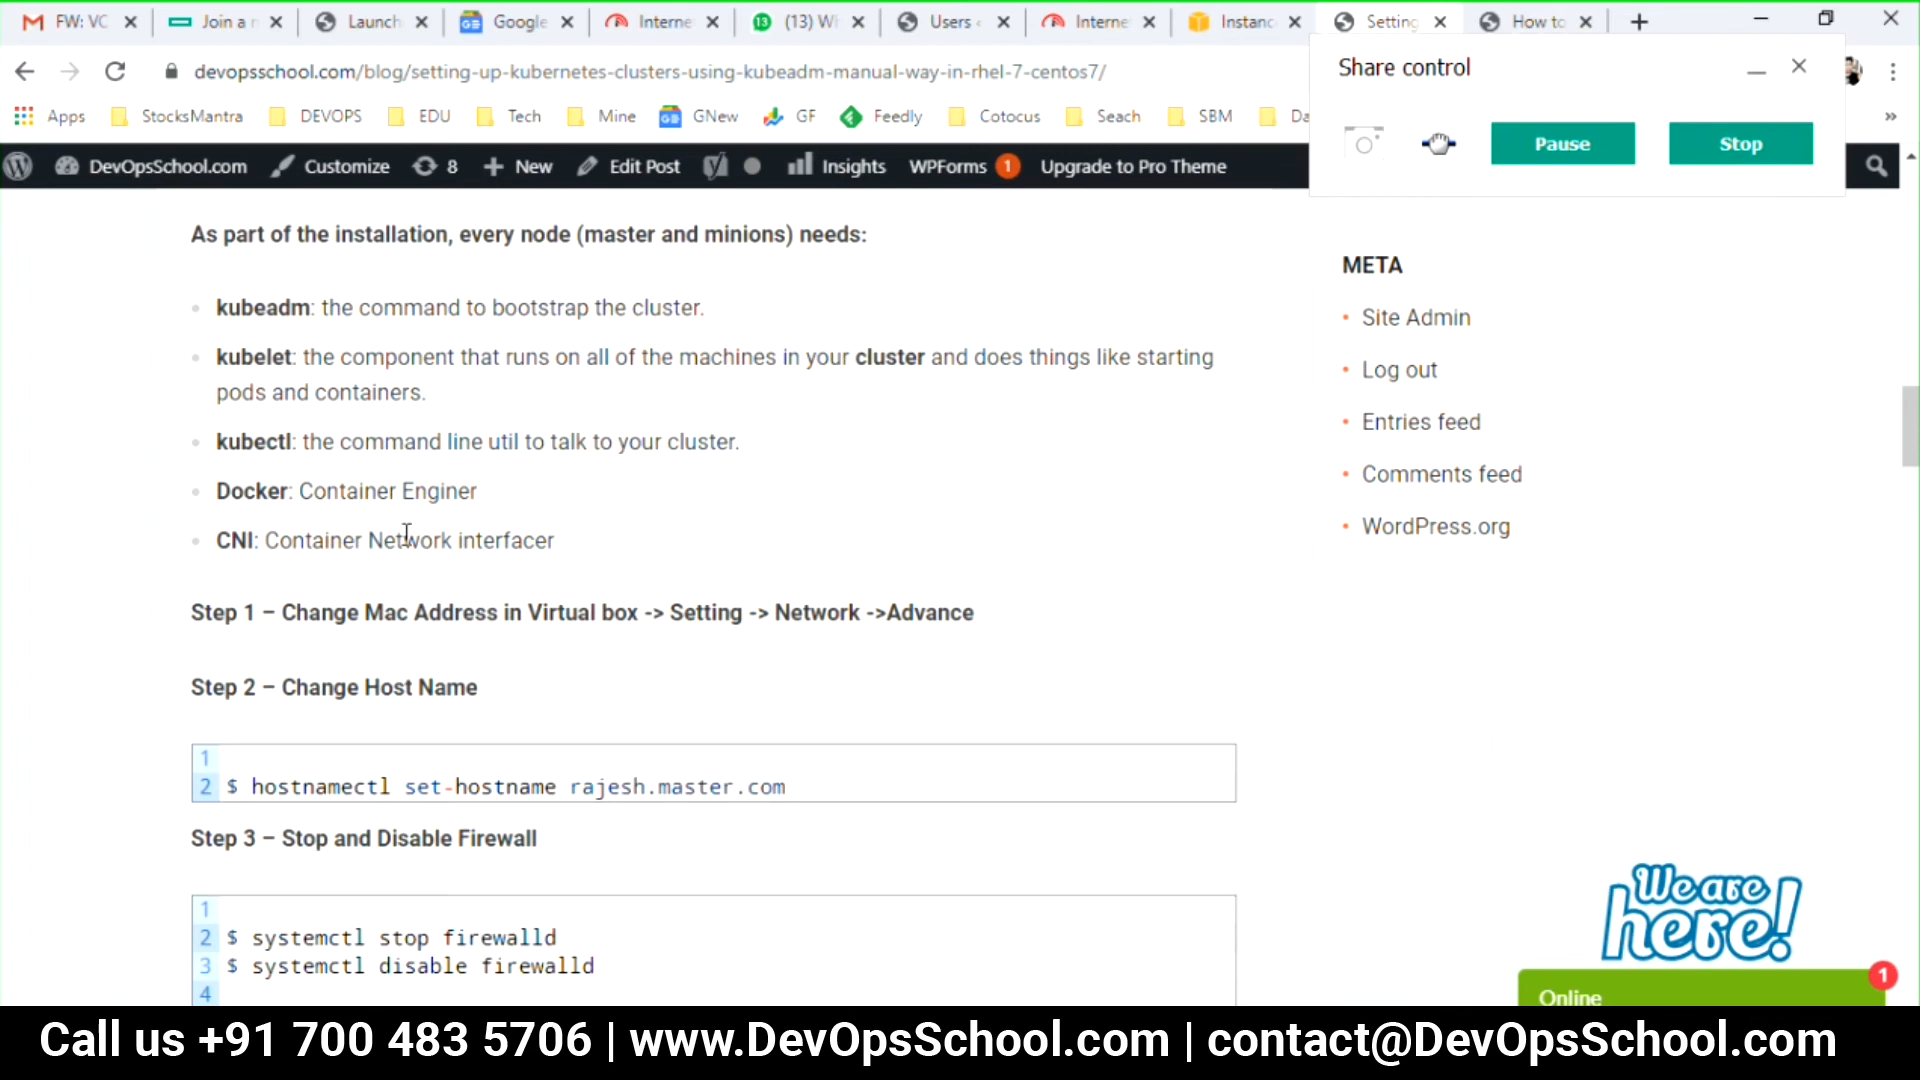 FW: VC
Join a
Launch
Google
Interne
13
(13) W
Users
Interne
Instanc
Setting
How to
devopsschool.com/blog/setting-up-kubernetes-clusters-using-kubeadm-manual-way-in-rhel-7-centos7/
Share control
Pause
Stop
Apps
StocksMantra
DEVOPS
EDU
Tech
Mine
GNew
GF
Feedly
Cotocus
Seach
SBM
Da
»
DevOpsSchool.com
Customize
8
New
Edit Post
Insights
WPForms 1
Upgrade to Pro Theme
As part of the installation, every node (master and minions) needs:
kubeadm: the command to bootstrap the cluster.
kubelet: the component that runs on all of the machines in your cluster and does things like starting
pods and containers.
kubectl: the command line util to talk to your cluster.
Docker: Container Enginer
CNI: Container Network interfacer
Step 1 – Change Mac Address in Virtual box -> Setting -> Network ->Advance
Step 2 – Change Host Name
1
2 $ hostnamectl set-hostname rajesh.master.com
Step 3 – Stop and Disable Firewall
1
2 $ systemctl stop firewalld
3 $ systemctl disable firewalld
4
META
Site Admin
Log out
Entries feed
Comments feed
WordPress.org
We are
here!
1
Online
Call us +91 700 483 5706 | www.DevOpsSchool.com | contact@DevOpsSchool.com